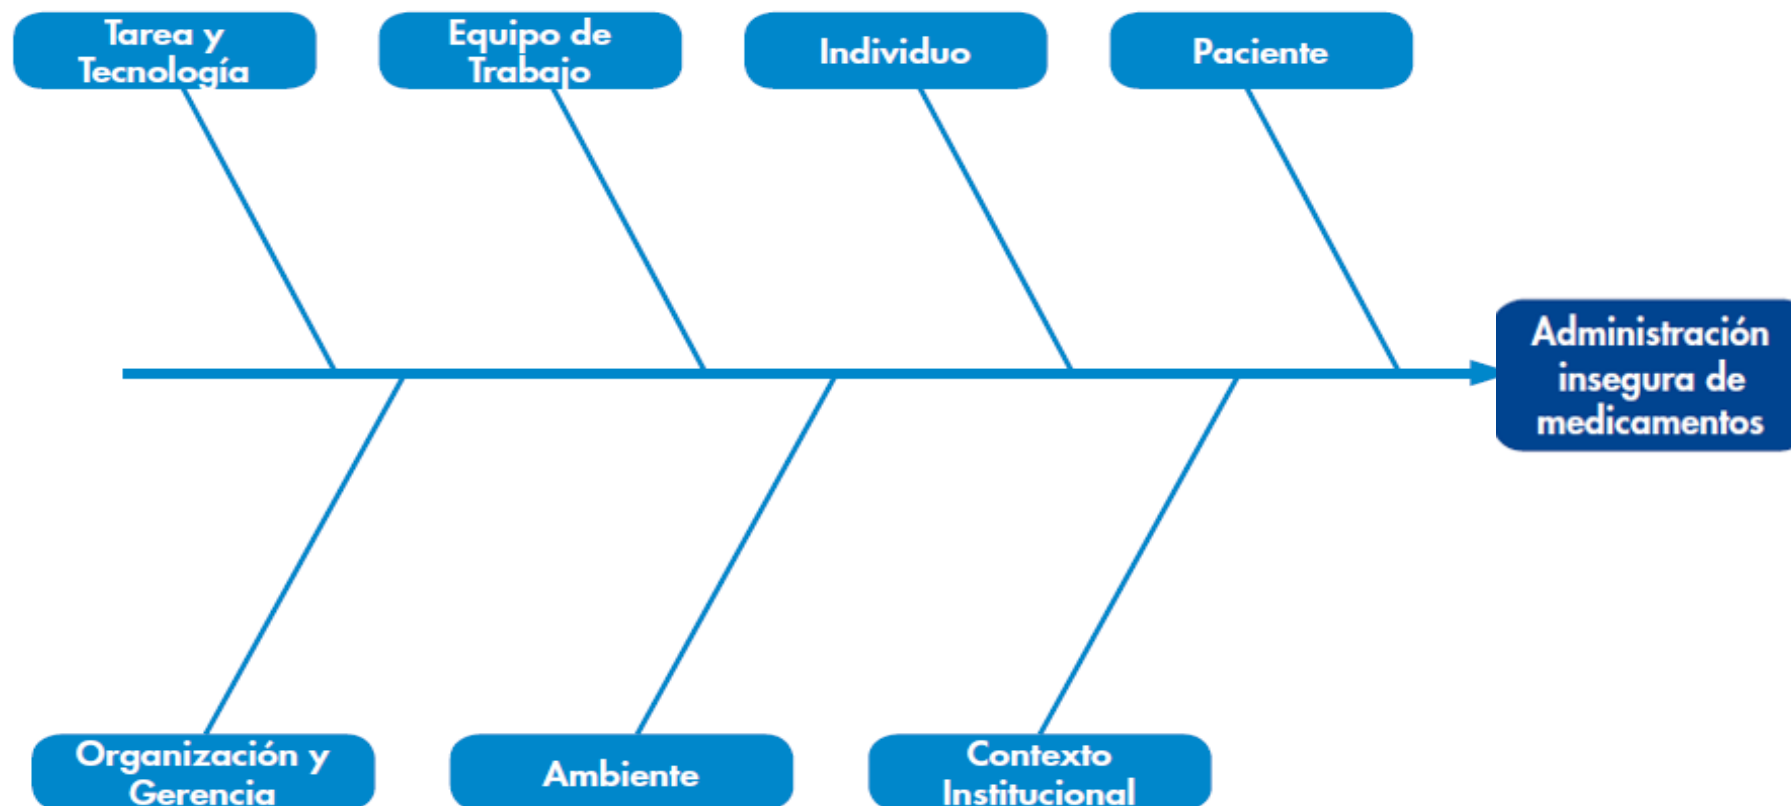 Tarea y
Tecnología
Equipo de
Trabajo
Individuo
Paciente
Administración
insegura de
medicamentos
Organización y
Gerencia
Ambiente
Contexto
Institucional